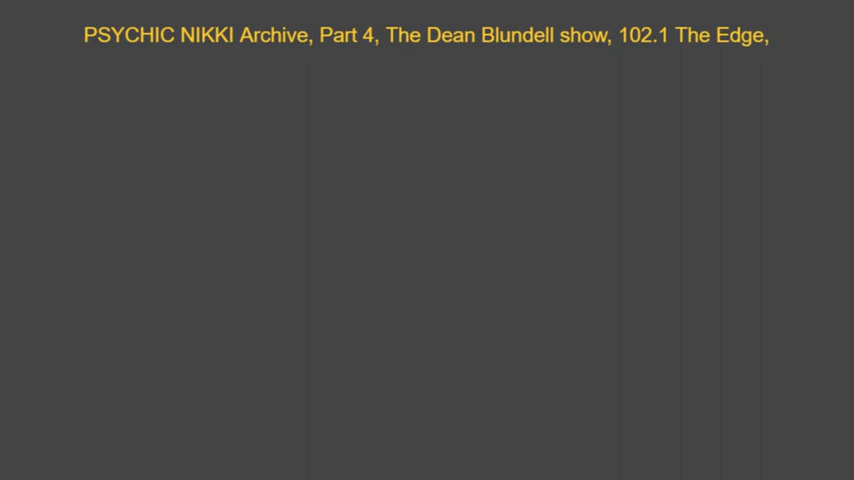 PSYCHIC NIKKI Archive, Part 4, The Dean Blundell show, 102.1 The Edge,